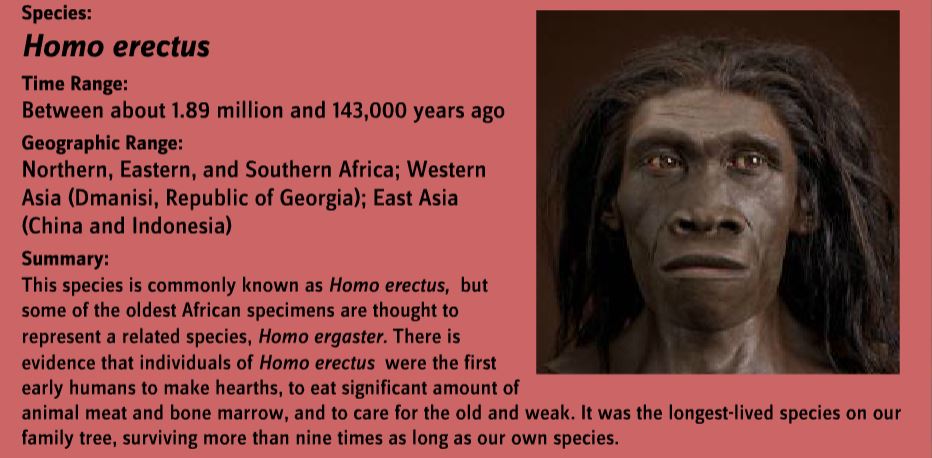 Species:
Homo erectus
Time Range:
Between about 1.89 million and 143,000 years ago
Geographic Range:
Northern, Eastern, and Southern Africa; Western
Asia (Dmanisi, Republic of Georgia); East Asia
(China and Indonesia)
Summary:
This species is commonly known as Homo erectus, but
some of the oldest African specimens are thought to
represent a related species, Homo ergaster. There is
evidence that individuals of Homo erectus were the first
early humans to make hearths, to eat significant amount of
animal meat and bone marrow, and to care for the old and weak. It was the longest-lived species on our
family tree, surviving more than nine times as long as our own species.